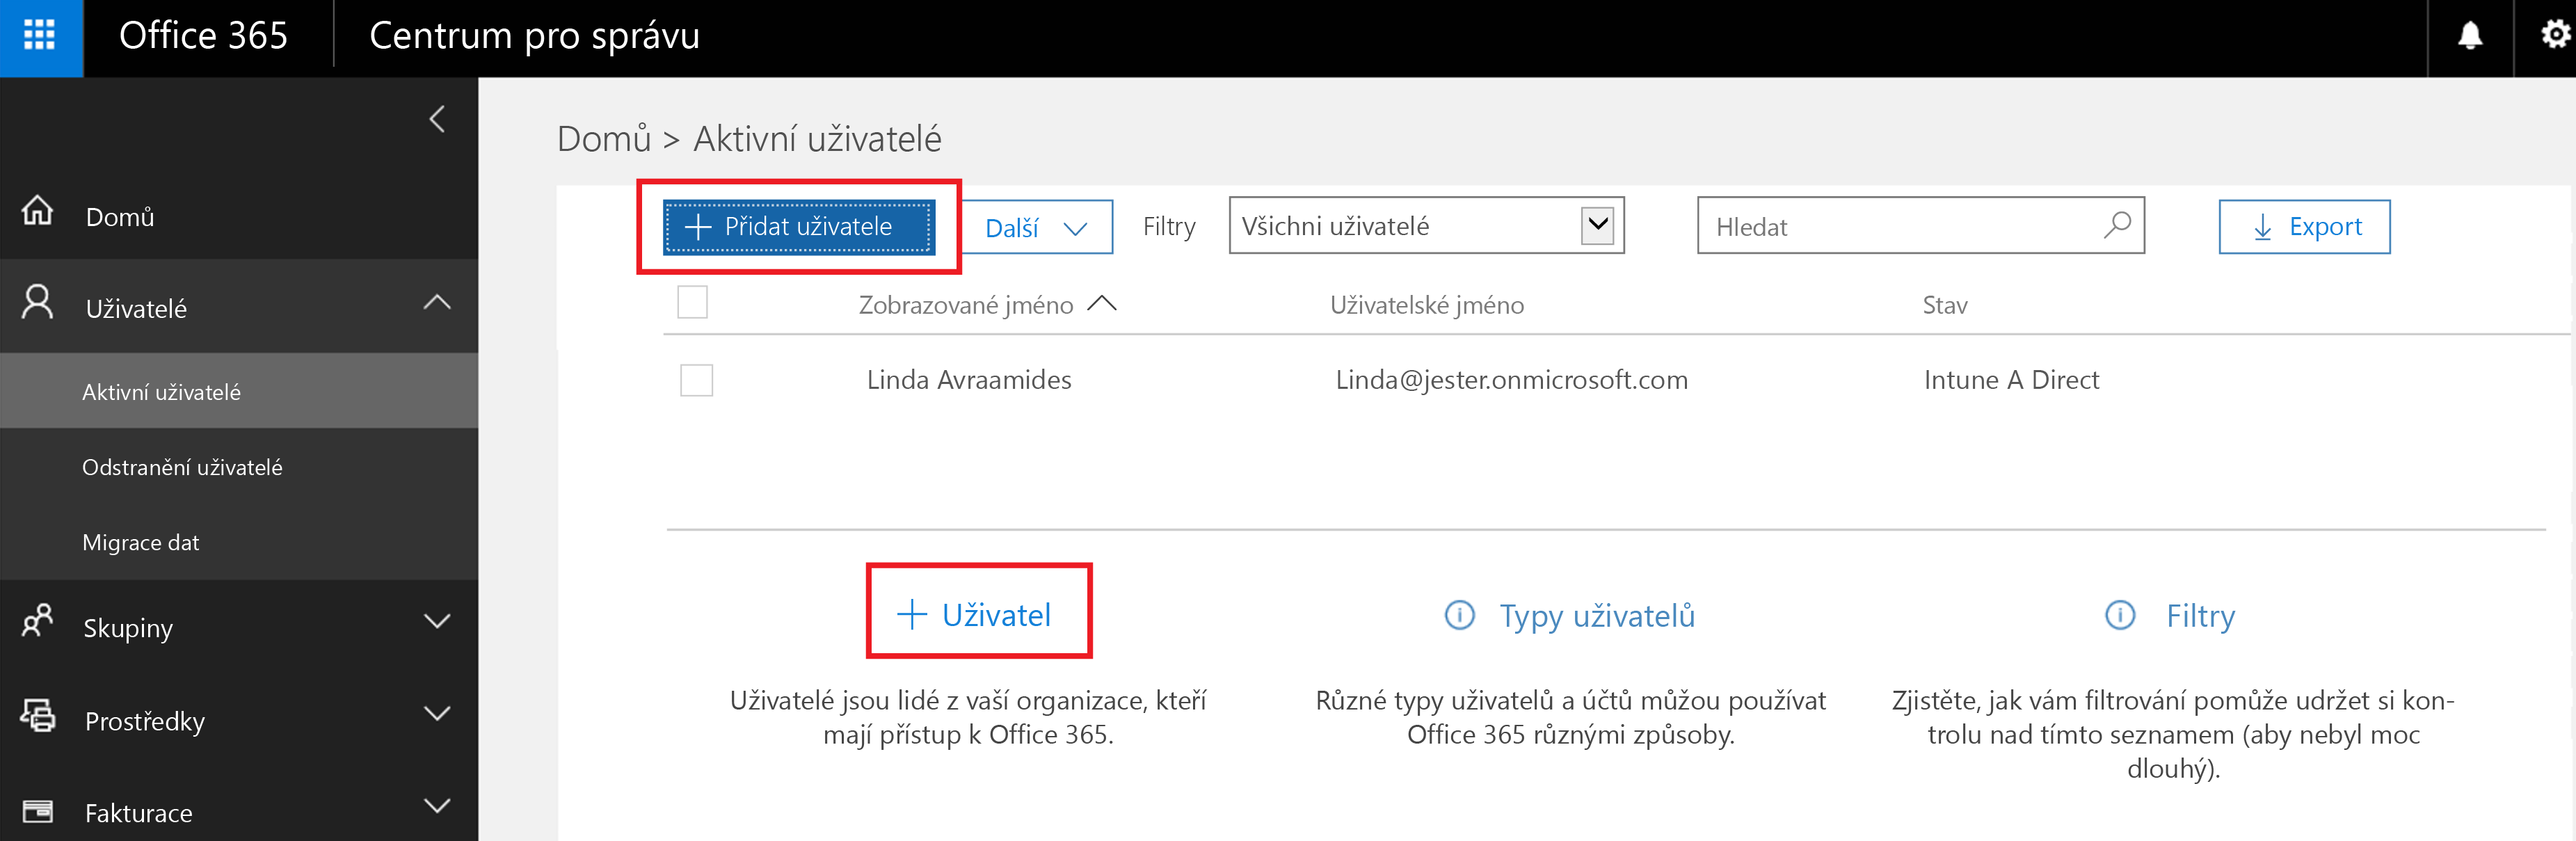 Office 365
Centrum pro správu
Domů
Uživatelé
Aktivní uživatelé
Odstranění uživatelé
Migrace dat
Skupiny
Prostředky
Fakturace
Domů > Aktivní uživatelé
Přidat uživatele
Další
Filtry
Všichni uživatelé
Hledat
Export
Zobrazované jméno
Uživatelské jméno
Stav
Linda Avraamides
Linda@jester.onmicrosoft.com
Intune A Direct
Uživatel
Uživatelé jsou lidé z vaší organizace, kteří
mají přístup k Office 365.
Typy uživatelů
Různé typy uživatelů a účtů můžou používat
Office 365 různými způsoby.
Filtry
Zjistěte, jak vám filtrování pomůže udržet si kon-
trolu nad tímto seznamem (aby nebyl moc
dlouhý).